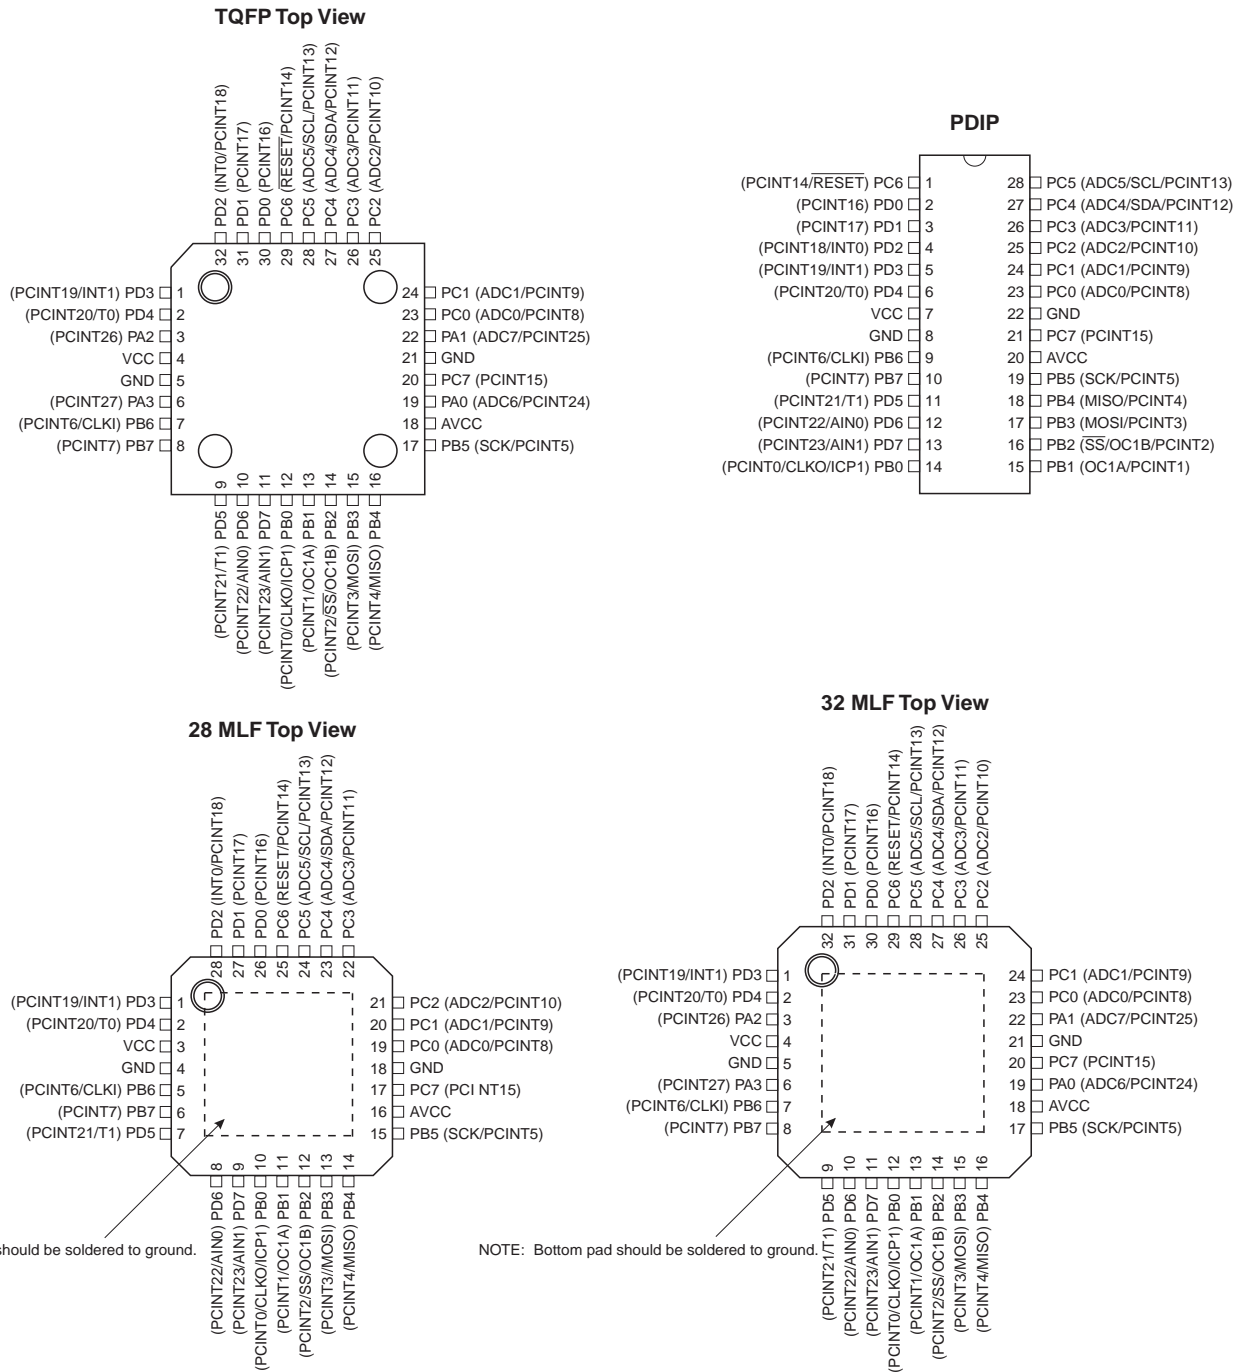 TQFP Top View
PD2 (INT0/PCINT18)
PD1 (PCINT17)
PD0 (PCINT16)
PC6 (RESET/PCINT14)
PC5 (ADC5/SCL/PCINT13)
PC4 (ADC4/SDA/PCINT12)
PC3 (ADC3/PCINT11)
PC2 (ADC2/PCINT10)
32
31
30
29
28
27
26
25
(PCINT19/INT1) PD3 1
(PCINT20/T0) PD4 2
(PCINT26) PA2 3
VCC 4
GND 5
(PCINT27) PA3 6
(PCINT6/CLKI) PB6 7
(PCINT7) PB7 8
24 PC1 (ADC1/PCINT9)
23 PC0 (ADC0/PCINT8)
22 PA1 (ADC7/PCINT25)
21 GND
20 PC7 (PCINT15)
19 PA0 (ADC6/PCINT24)
18 AVCC
17 PB5 (SCK/PCINT5)
9
10
11
12
13
14
15
16
(PCINT21/T1) PD5
(PCINT22/AIN0) PD6
(PCINT23/AIN1) PD7
(PCINT0/CLKO/ICP1) PB0
(PCINT1/OC1A) PB1
(PCINT2/SS/OC1B) PB2
(PCINT3/MOSI) PB3
(PCINT4/MISO) PB4
PDIP
(PCINT14/RESET) PC6 1
(PCINT16) PD0 2
(PCINT17) PD1 3
(PCINT18/INT0) PD2 4
(PCINT19/INT1) PD3 5
(PCINT20/T0) PD4 6
VCC 7
GND 8
(PCINT6/CLKI) PB6 9
(PCINT7) PB7 10
(PCINT21/T1) PD5 11
(PCINT22/AIN0) PD6 12
(PCINT23/AIN1) PD7 13
(PCINT0/CLKO/ICP1) PB0 14
28 PC5 (ADC5/SCL/PCINT13)
27 PC4 (ADC4/SDA/PCINT12)
26 PC3 (ADC3/PCINT11)
25 PC2 (ADC2/PCINT10)
24 PC1 (ADC1/PCINT9)
23 PC0 (ADC0/PCINT8)
22 GND
21 PC7 (PCINT15)
20 AVCC
19 PB5 (SCK/PCINT5)
18 PB4 (MISO/PCINT4)
17 PB3 (MOSI/PCINT3)
16 PB2 (SS/OC1B/PCINT2)
15 PB1 (OC1A/PCINT1)
28 MLF Top View
PD2 (INT0/PCINT18)
PD1 (PCINT17)
PD0 (PCINT16)
PC6 (RESET/PCINT14)
PC5 (ADC5/SCL/PCINT13)
PC4 (ADC4/SDA/PCINT12)
PC3 (ADC3/PCINT11)
28
27
26
25
24
23
22
(PCINT19/INT1) PD3 1
(PCINT20/T0) PD4 2
VCC 3
GND 4
(PCINT6/CLKI) PB6 5
(PCINT7) PB7 6
(PCINT21/T1) PD5 7
21 PC2 (ADC2/PCINT10)
20 PC1 (ADC1/PCINT9)
19 PC0 (ADC0/PCINT8)
18 GND
17 PC7 (PCI NT15)
16 AVCC
15 PB5 (SCK/PCINT5)
8
9
10
11
12
13
14
(PCINT22/AIN0) PD6
(PCINT23/AIN1) PD7
(PCINT0/CLKO/ICP1) PB0
(PCINT1/OC1A) PB1
(PCINT2/SS/OC1B) PB2
(PCINT3//MOSI) PB3
(PCINT4/MISO) PB4
should be soldered to ground.
32 MLF Top View
PD2 (INT0/PCINT18)
PD1 (PCINT17)
PD0 (PCINT16)
PC6 (RESET/PCINT14)
PC5 (ADC5/SCL/PCINT13)
PC4 (ADC4/SDA/PCINT12)
PC3 (ADC3/PCINT11)
PC2 (ADC2/PCINT10)
32
31
30
29
28
27
26
25
(PCINT19/INT1) PD3 1
(PCINT20/T0) PD4 2
(PCINT26) PA2 3
VCC 4
GND 5
(PCINT27) PA3 6
(PCINT6/CLKI) PB6 7
(PCINT7) PB7 8
24 PC1 (ADC1/PCINT9)
23 PC0 (ADC0/PCINT8)
22 PA1 (ADC7/PCINT25)
21 GND
20 PC7 (PCINT15)
19 PA0 (ADC6/PCINT24)
18 AVCC
17 PB5 (SCK/PCINT5)
9
10
11
12
13
14
15
16
(PCINT21/T1) PD5
(PCINT22/AIN0) PD6
(PCINT23/AIN1) PD7
(PCINT0/CLKO/ICP1) PB0
(PCINT1/OC1A) PB1
(PCINT2/SS/OC1B) PB2
(PCINT3/MOSI) PB3
(PCINT4/MISO) PB4
NOTE: Bottom pad should be soldered to ground.